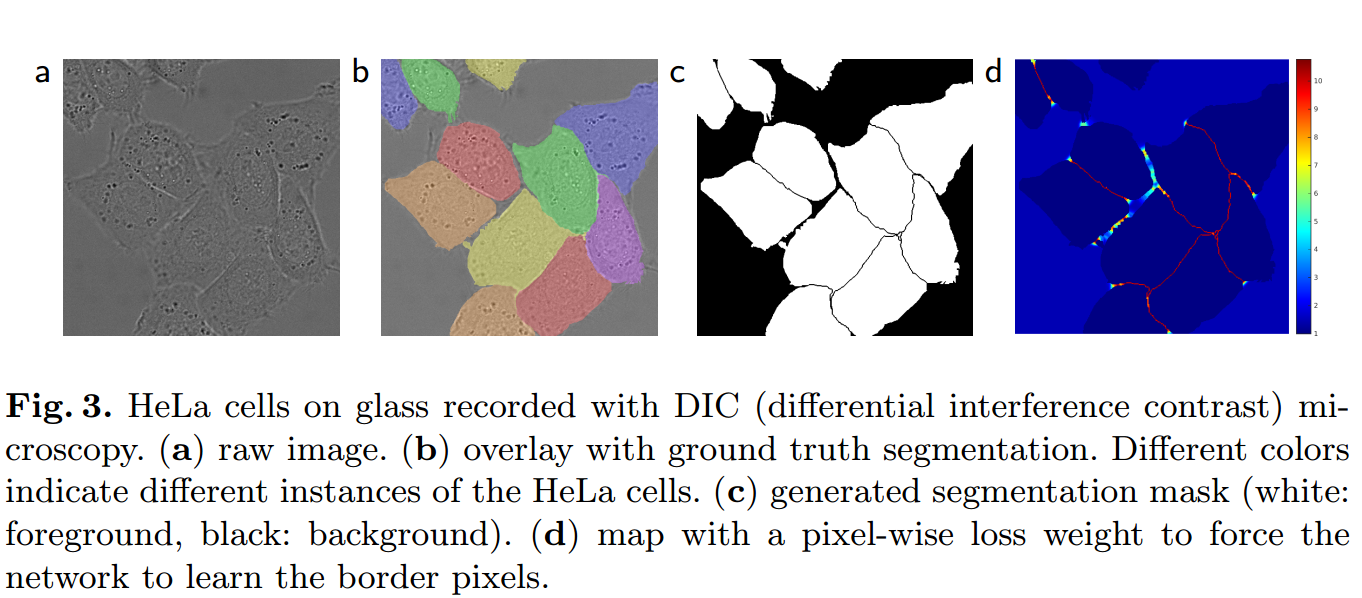 a
b
c
d
10
9
8
7
6
5
4
3
2
1
Fig. 3. HeLa cells on glass recorded with DIC (differential interference contrast) mi-
croscopy. (a) raw image. (b) overlay with ground truth segmentation. Different colors
indicate different instances of the HeLa cells. (c) generated segmentation mask (white:
foreground, black: background). (d) map with a pixel-wise loss weight to force the
network to learn the border pixels.